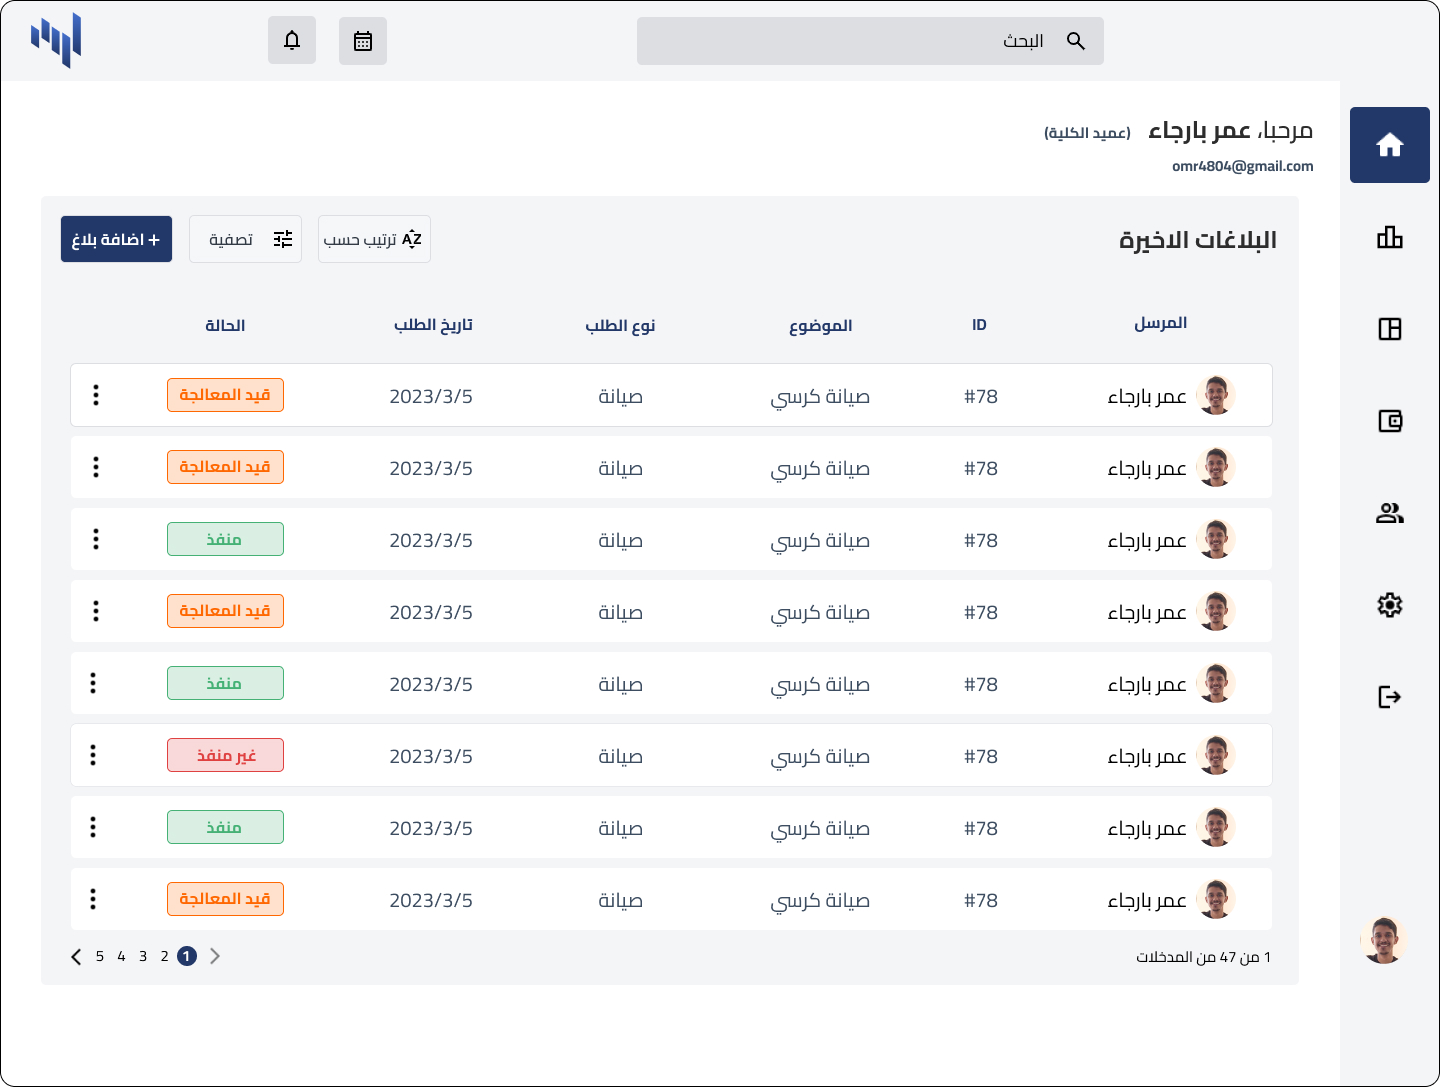 البحث
مرحبا، عمر بارجاء (عميد الكلية)
omr4804@gmail.com
البلاغات الاخيرة
ترتيب حسب
تصفية
+ اضافة بلاغ
المرسل ID الموضوع نوع الطلب تاريخ الطلب الحالة
عمر بارجاء #78 صيانة كرسي صيانة 2023/3/5 قيد المعالجة
عمر بارجاء #78 صيانة كرسي صيانة 2023/3/5 قيد المعالجة
عمر بارجاء #78 صيانة كرسي صيانة 2023/3/5 منفذ
عمر بارجاء #78 صيانة كرسي صيانة 2023/3/5 قيد المعالجة
عمر بارجاء #78 صيانة كرسي صيانة 2023/3/5 منفذ
عمر بارجاء #78 صيانة كرسي صيانة 2023/3/5 غير منفذ
عمر بارجاء #78 صيانة كرسي صيانة 2023/3/5 منفذ
عمر بارجاء #78 صيانة كرسي صيانة 2023/3/5 قيد المعالجة
1 من 47 من المدخلات
1 2 3 4 5